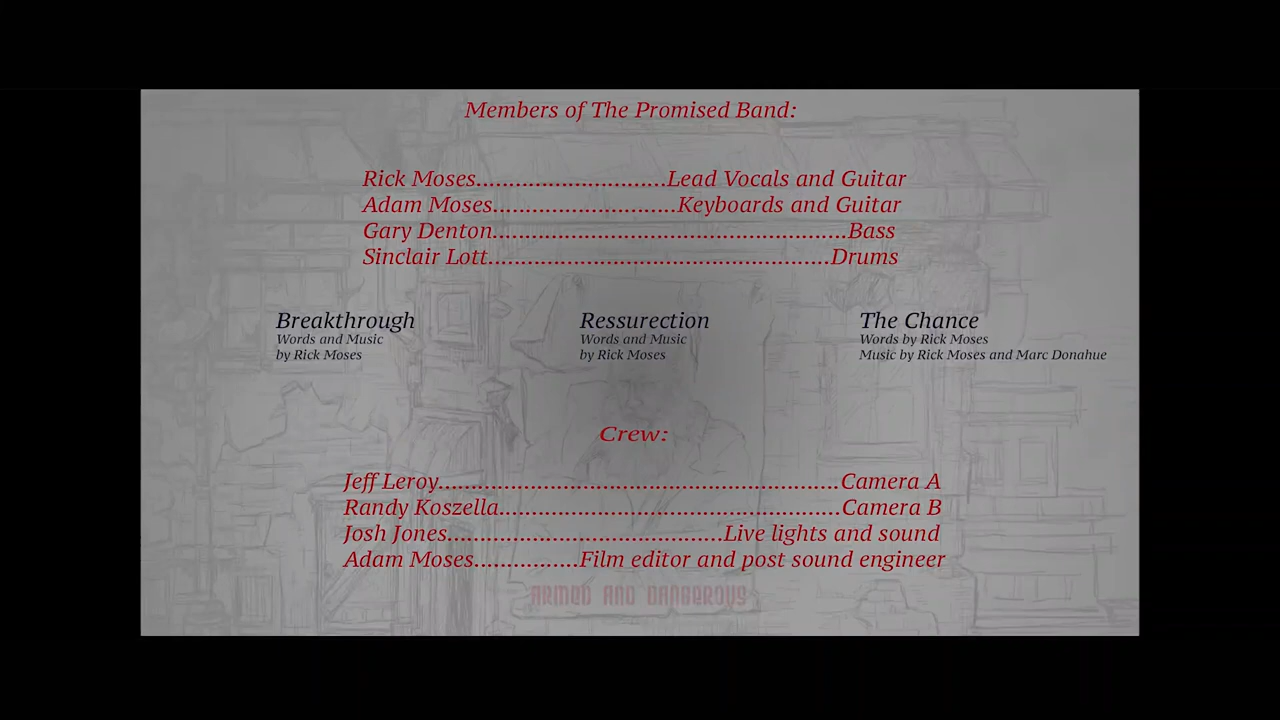 Members of The Promised Band:
Rick Moses.............................Lead Vocals and Guitar
Adam Moses............................Keyboards and Guitar
Gary Denton......................................................Bass
Sinclair Lott....................................................Drums
Breakthrough
Words and Music
by Rick Moses
Ressurection
Words and Music
by Rick Moses
The Chance
Words by Rick Moses
Music by Rick Moses and Marc Donahue
Crew:
Jeff Leroy.............................................................Camera A
Randy Koszella....................................................Camera B
Josh Jones..........................................Live lights and sound
Adam Moses................Film editor and post sound engineer
ARMED AND DANGEROUS